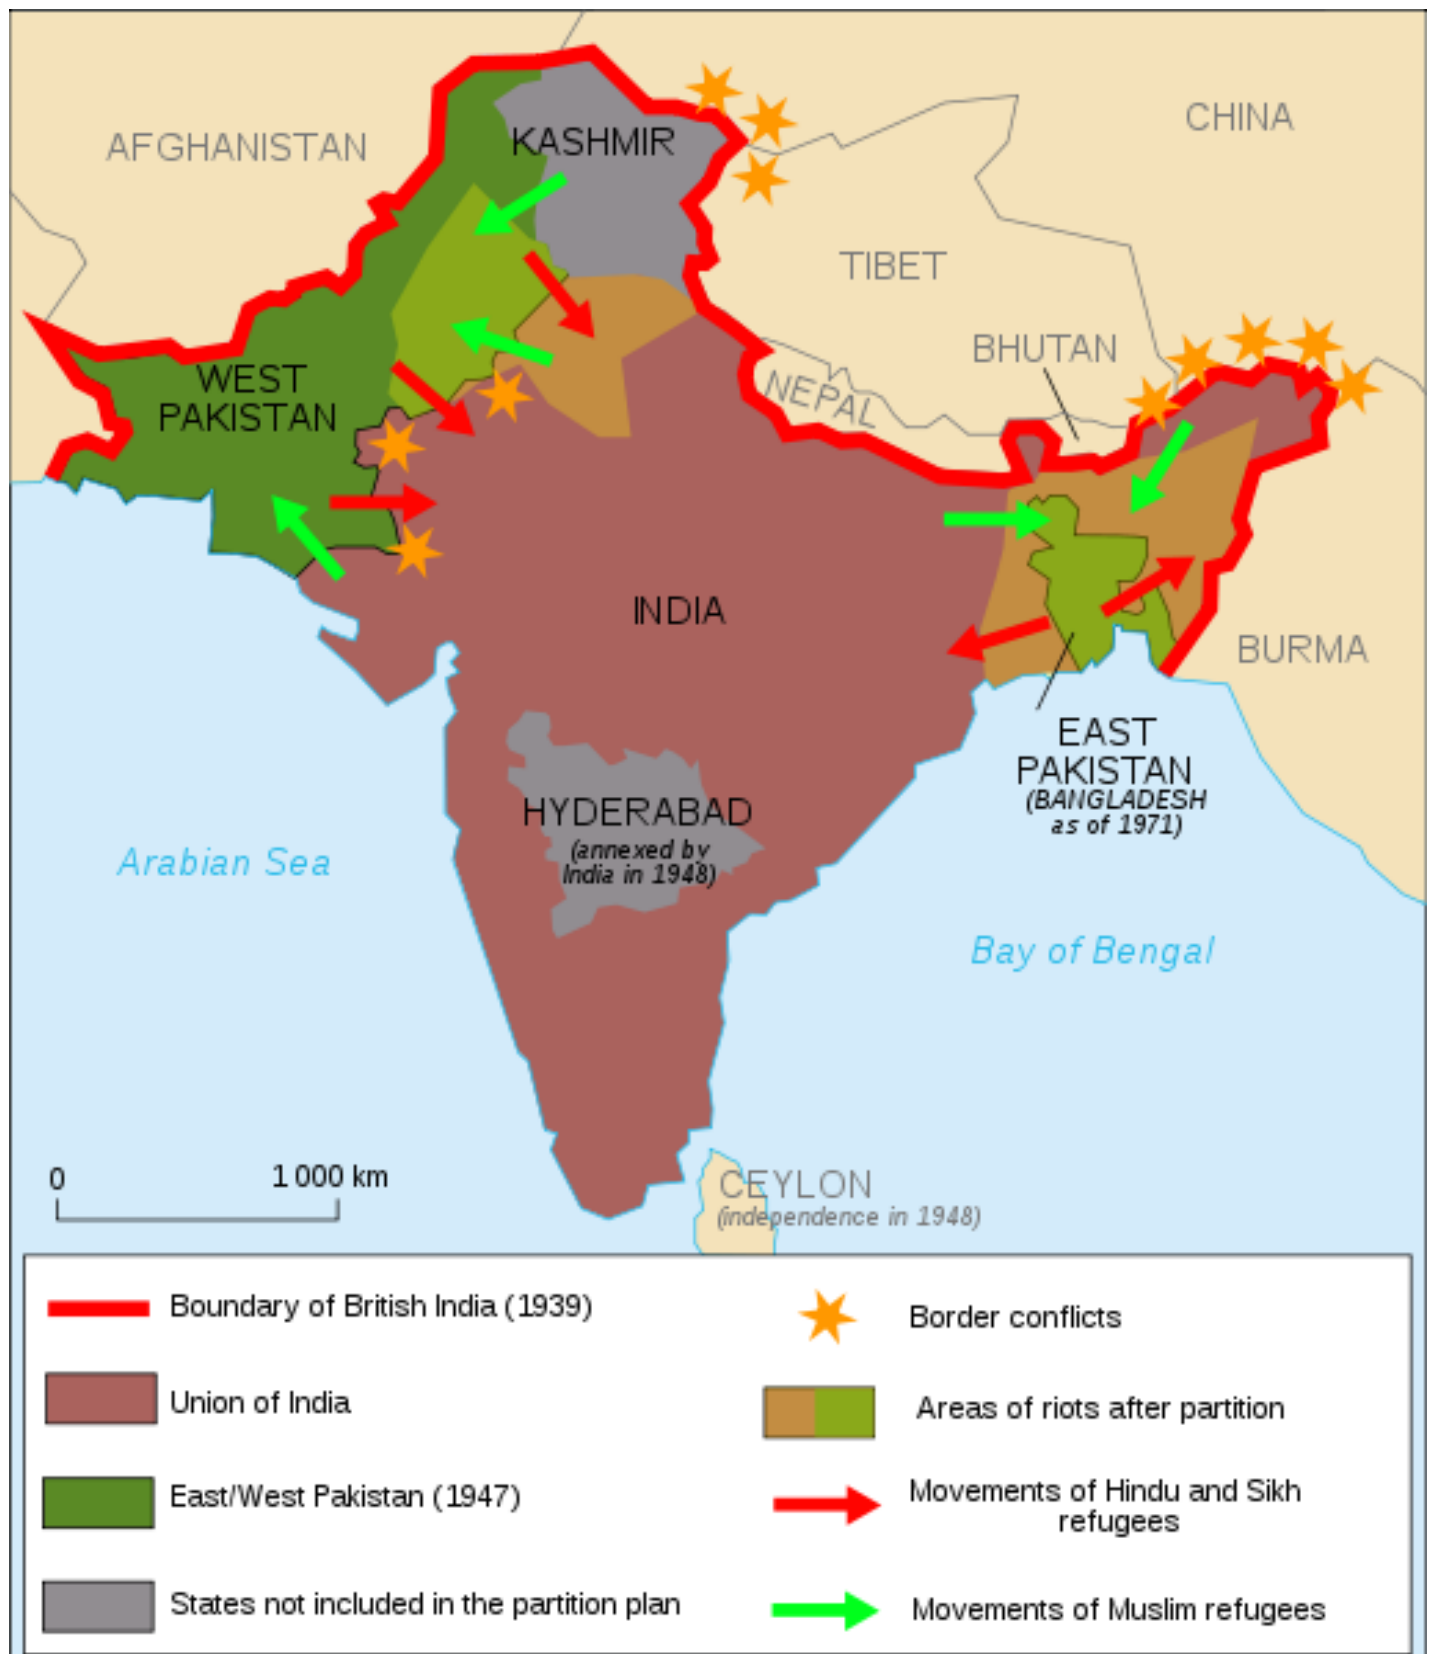 AFGHANISTAN
KASHMIR
CHINA
TIBET
BHUTAN
NEPAL
WEST
PAKISTAN
INDIA
BURMA
EAST
PAKISTAN
(BANGLADESH
as of 1971)
HYDERABAD
(annexed by
India in 1948)
Arabian Sea
Bay of Bengal
0 1 000 km
CEYLON
(independence in 1948)
Boundary of British India (1939)
Union of India
East/West Pakistan (1947)
States not included in the partition plan
Border conflicts
Areas of riots after partition
Movements of Hindu and Sikh
refugees
Movements of Muslim refugees